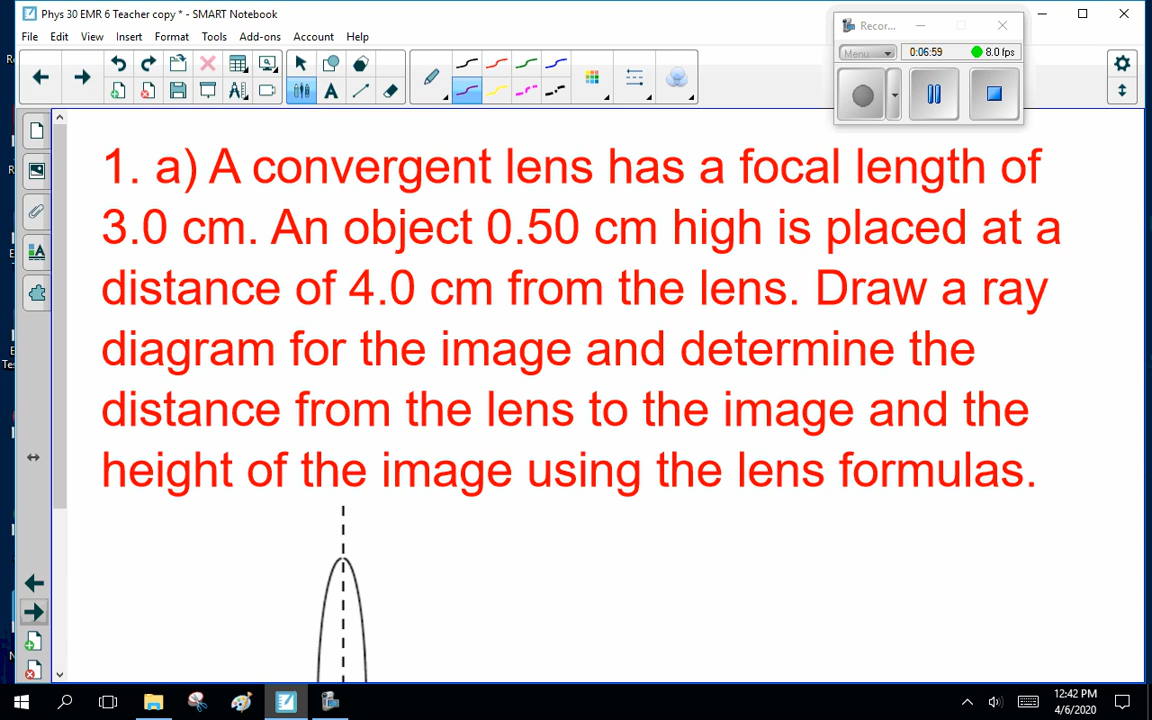 Phys 30 EMR 6 Teacher copy * - SMART Notebook
Recor...
File Edit View Insert Format Tools Add-ons Account Help
Menu
00:06:59
8.0 fps
1. a) A convergent lens has a focal length of
3.0 cm. An object 0.50 cm high is placed at a
distance of 4.0 cm from the lens. Draw a ray
diagram for the image and determine the
distance from the lens to the image and the
height of the image using the lens formulas.
12:42 PM
4/6/2020